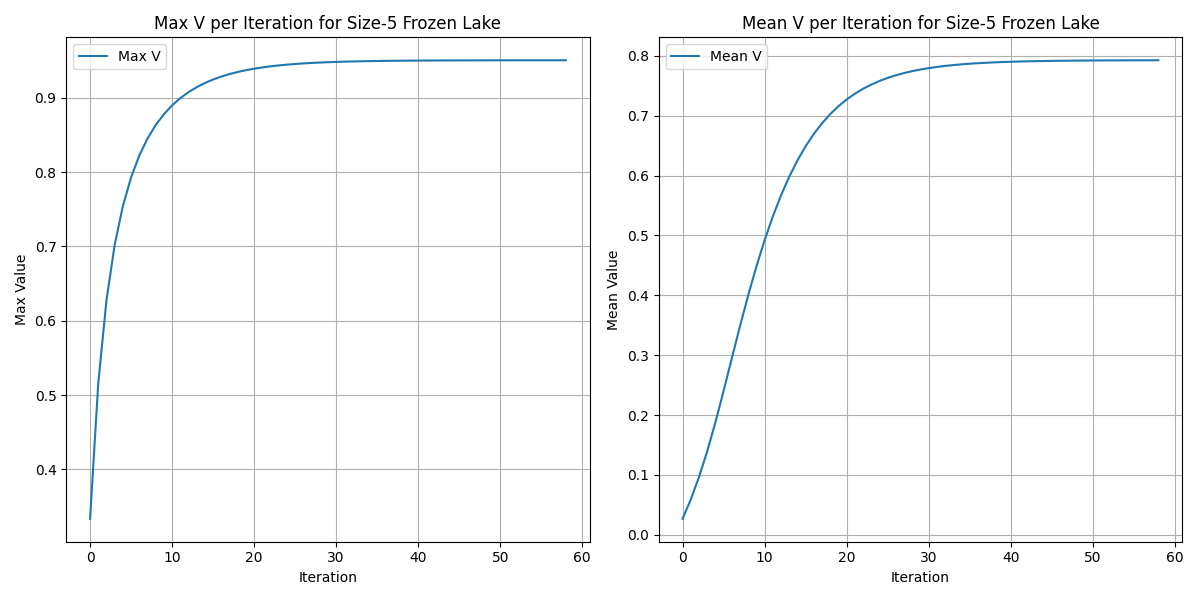 Max V per Iteration for Size-5 Frozen Lake
Max V
Max Value
0.9
0.8
0.7
0.6
0.5
0.4
0 10 20 30 40 50 60
Iteration
Mean V per Iteration for Size-5 Frozen Lake
Mean V
Mean Value
0.8
0.7
0.6
0.5
0.4
0.3
0.2
0.1
0.0
0 10 20 30 40 50 60
Iteration